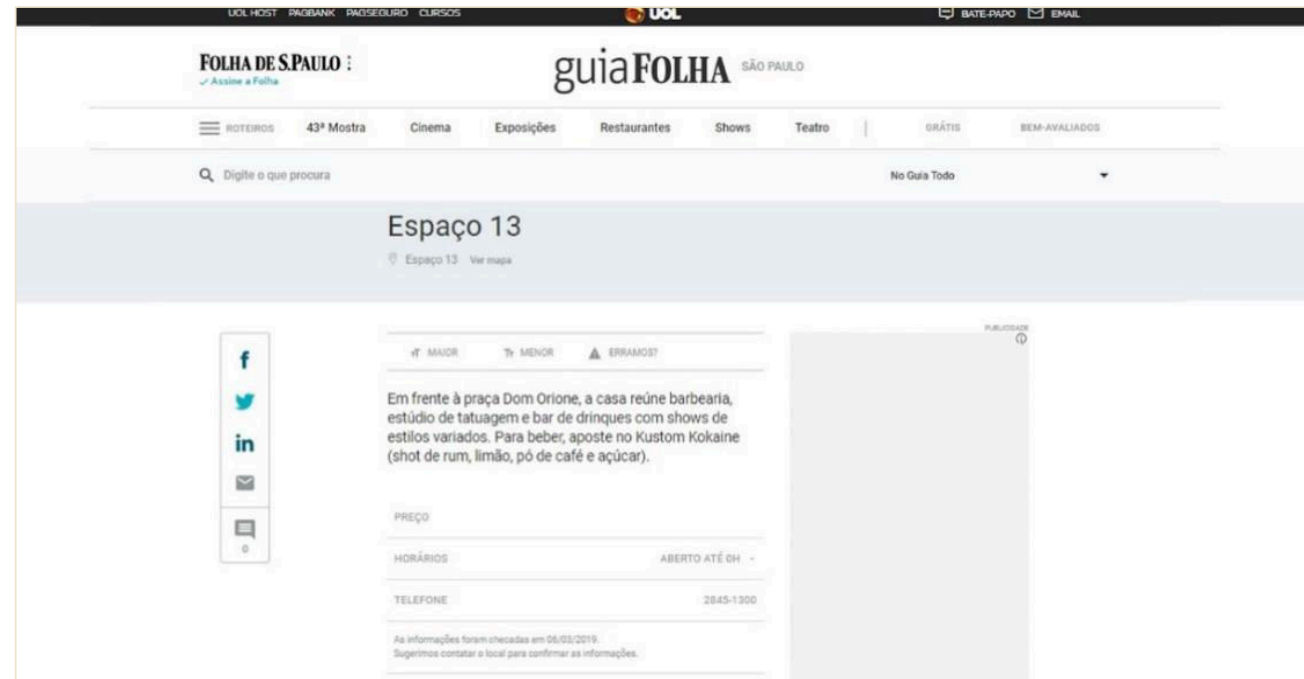 UOL HOST PAGBANK PAGSEGURO CURSOS
UOL
BATE-PAPO EMAIL
FOLHA DE S.PAULO
Assine a Folha
guiaFOLHA SÃO PAULO
ROTEIROS 43ª Mostra Cinema Exposições Restaurantes Shows Teatro | GRÁTIS BEM-AVALIADOS
Digite o que procura No Guia Todo
Espaço 13
Espaço 13 Ver mapa
PUBLICIDADE
MAIOR MENOR ERRAMOS?
Em frente à praça Dom Orione, a casa reúne barbearia,
estúdio de tatuagem e bar de drinques com shows de
estilos variados. Para beber, aposte no Kustom Kokaine
(shot de rum, limão, pó de café e açúcar).
PREÇO
0
HORÁRIOS ABERTO ATÉ 0H
TELEFONE 2845-1300
As informações foram checadas em 06/03/2019.
Sugerimos contatar o local para confirmar as informações.